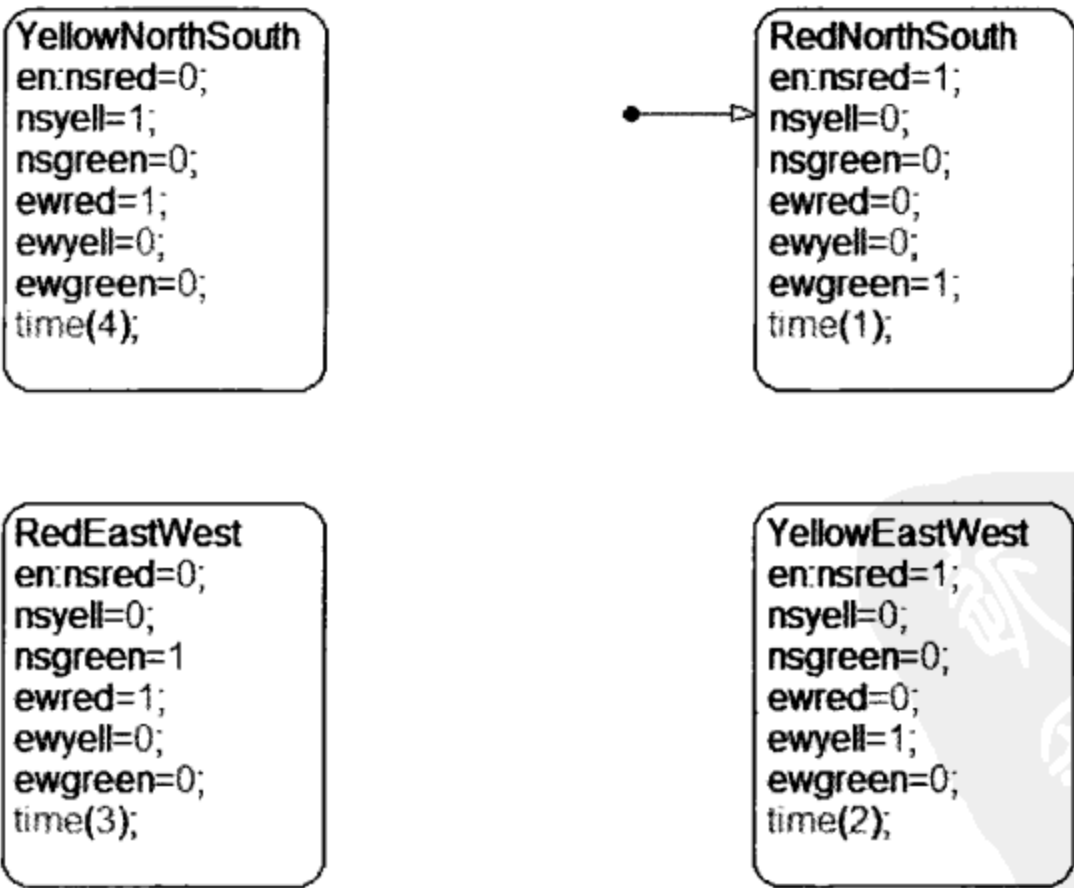 YellowNorthSouth
en:nsred=0;
nsyell=1;
nsgreen=0;
ewred=1;
ewyell=0;
ewgreen=0;
time(4);
RedNorthSouth
en:nsred=1;
nsyell=0;
nsgreen=0;
ewred=0;
ewyell=0;
ewgreen=1;
time(1);
RedEastWest
en:nsred=0;
nsyell=0;
nsgreen=1
ewred=1;
ewyell=0;
ewgreen=0;
time(3);
YellowEastWest
en:nsred=1;
nsyell=0;
nsgreen=0;
ewred=0;
ewyell=1;
ewgreen=0;
time(2);